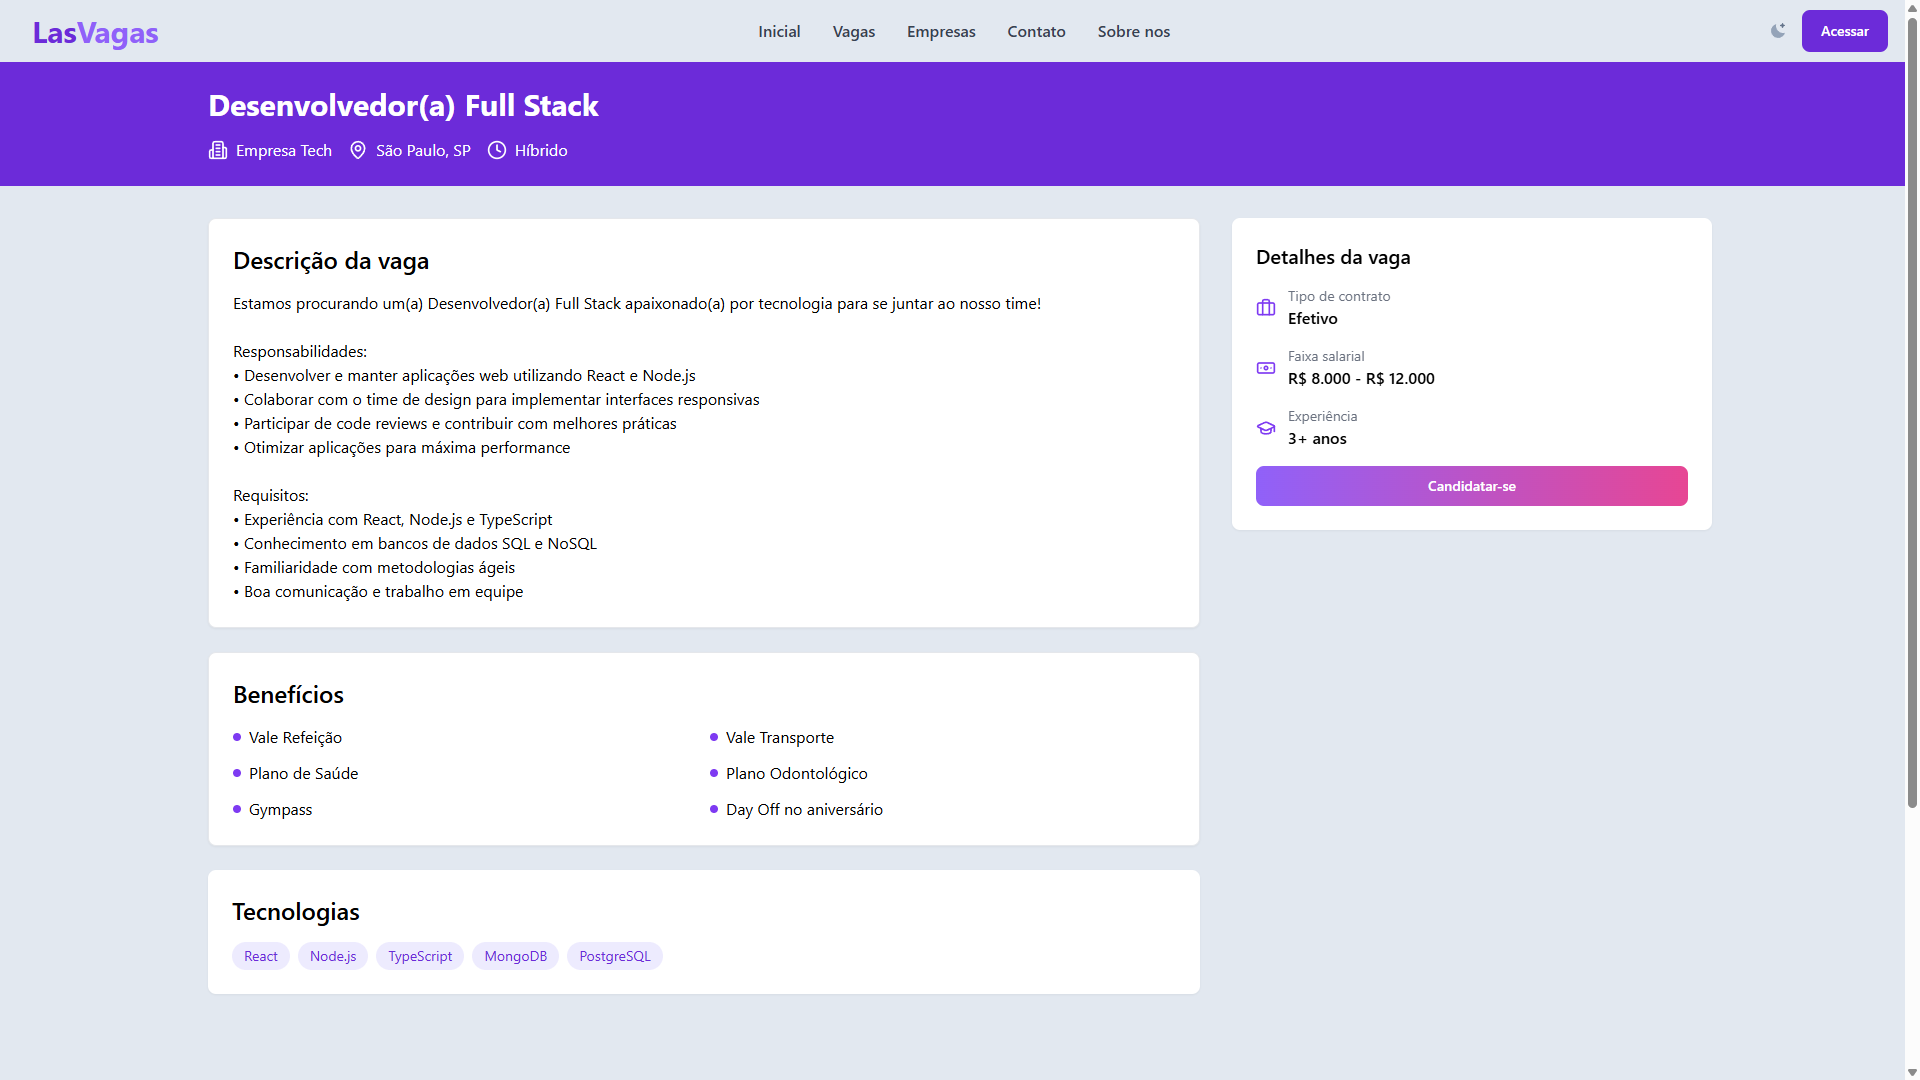 LasVagas
Inicial
Vagas
Empresas
Contato
Sobre nos
Acessar
Desenvolvedor(a) Full Stack
Empresa Tech
São Paulo, SP
Híbrido
Descrição da vaga
Estamos procurando um(a) Desenvolvedor(a) Full Stack apaixonado(a) por tecnologia para se juntar ao nosso time!
Responsabilidades:
• Desenvolver e manter aplicações web utilizando React e Node.js
• Colaborar com o time de design para implementar interfaces responsivas
• Participar de code reviews e contribuir com melhores práticas
• Otimizar aplicações para máxima performance
Requisitos:
• Experiência com React, Node.js e TypeScript
• Conhecimento em bancos de dados SQL e NoSQL
• Familiaridade com metodologias ágeis
• Boa comunicação e trabalho em equipe
Benefícios
Vale Refeição
Vale Transporte
Plano de Saúde
Plano Odontológico
Gympass
Day Off no aniversário
Tecnologias
React
Node.js
TypeScript
MongoDB
PostgreSQL
Detalhes da vaga
Tipo de contrato
Efetivo
Faixa salarial
R$ 8.000 - R$ 12.000
Experiência
3+ anos
Candidatar-se